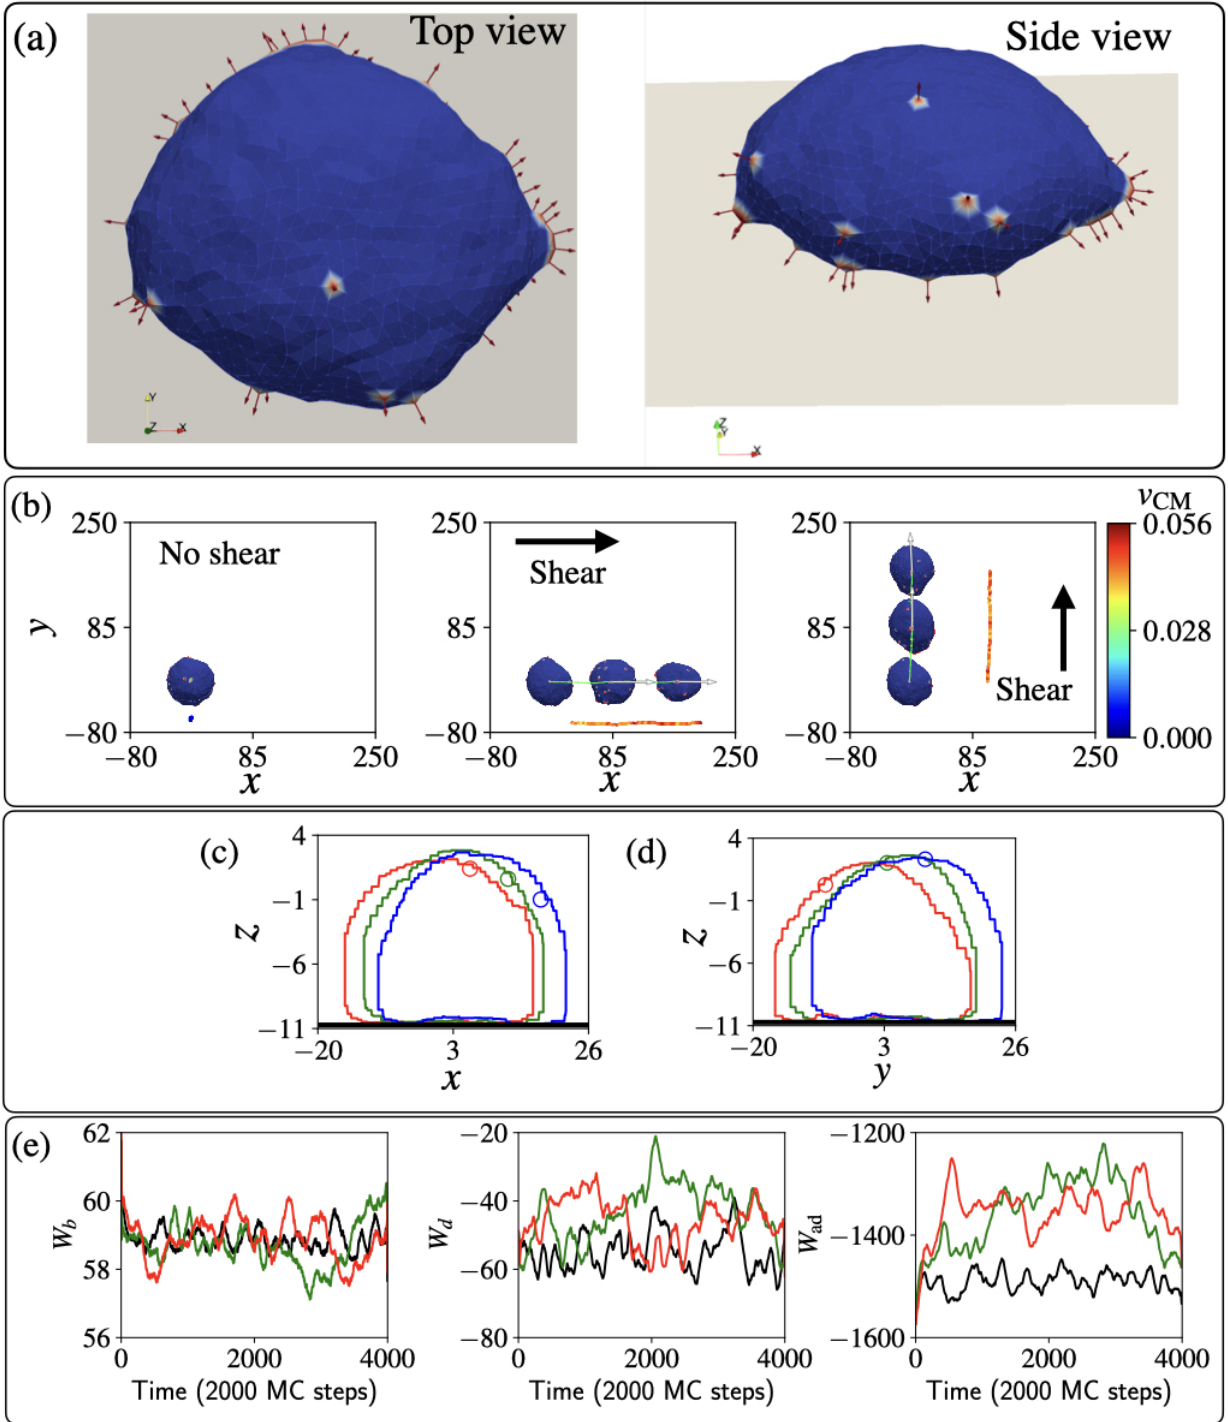 (a)
Top view
Side view
Y
Z
X
Z
Y
X
(b)
250
85
−80
y
No shear
−80
85
250
x
250
85
−80
Shear
−80
85
250
x
250
85
−80
Shear
−80
85
250
x
vCM
0.056
0.028
0.000
(c)
4
−1
−6
−11
z
−20
3
26
x
(d)
4
−1
−6
−11
z
−20
3
26
y
(e)
62
60
58
56
Wb
0
2000
4000
Time (2000 MC steps)
−20
−40
−60
−80
Wd
0
2000
4000
Time (2000 MC steps)
−1200
−1400
−1600
Wad
0
2000
4000
Time (2000 MC steps)